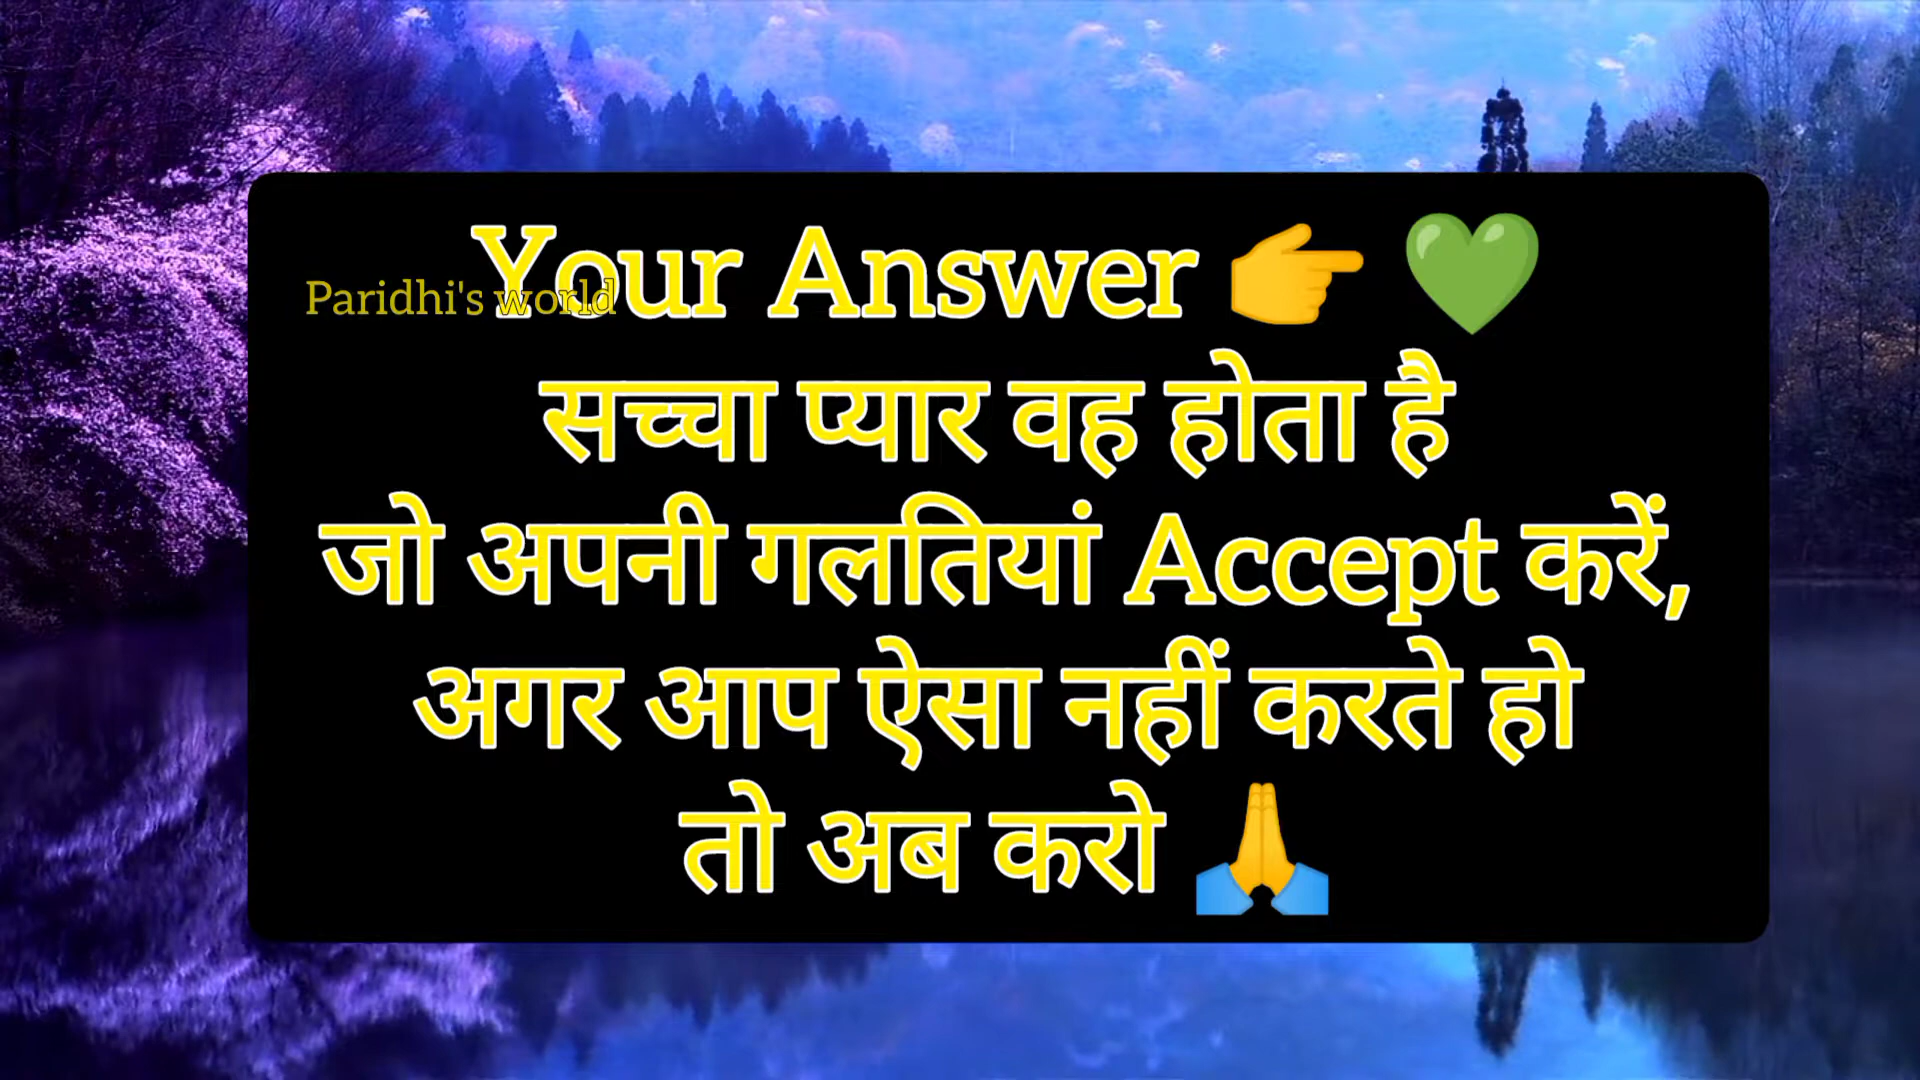 Your Answer 👉 💚
Paridhi's world
सच्चा प्यार वह होता है
जो अपनी गलतियां Accept करें,
अगर आप ऐसा नहीं करते हो
तो अब करो 🙏